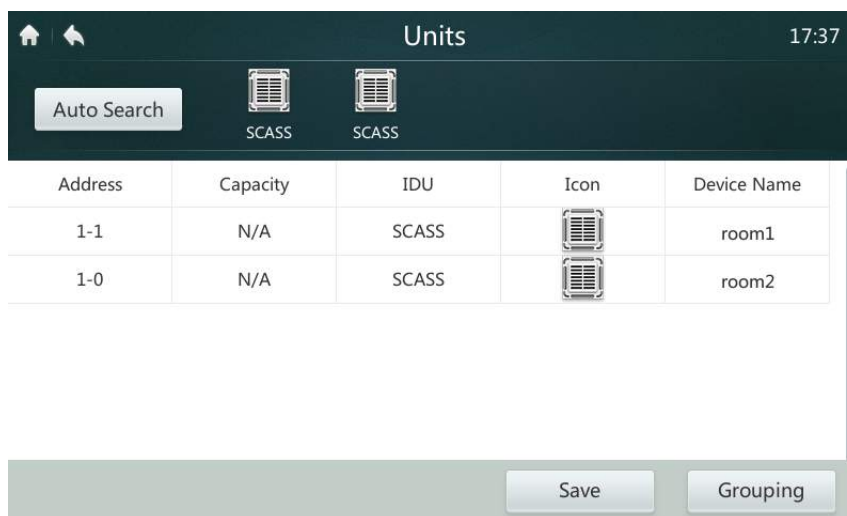 Units 17:37
Auto Search
SCASS SCASS
Address Capacity IDU Icon Device Name
1-1 N/A SCASS room1
1-0 N/A SCASS room2
Save Grouping